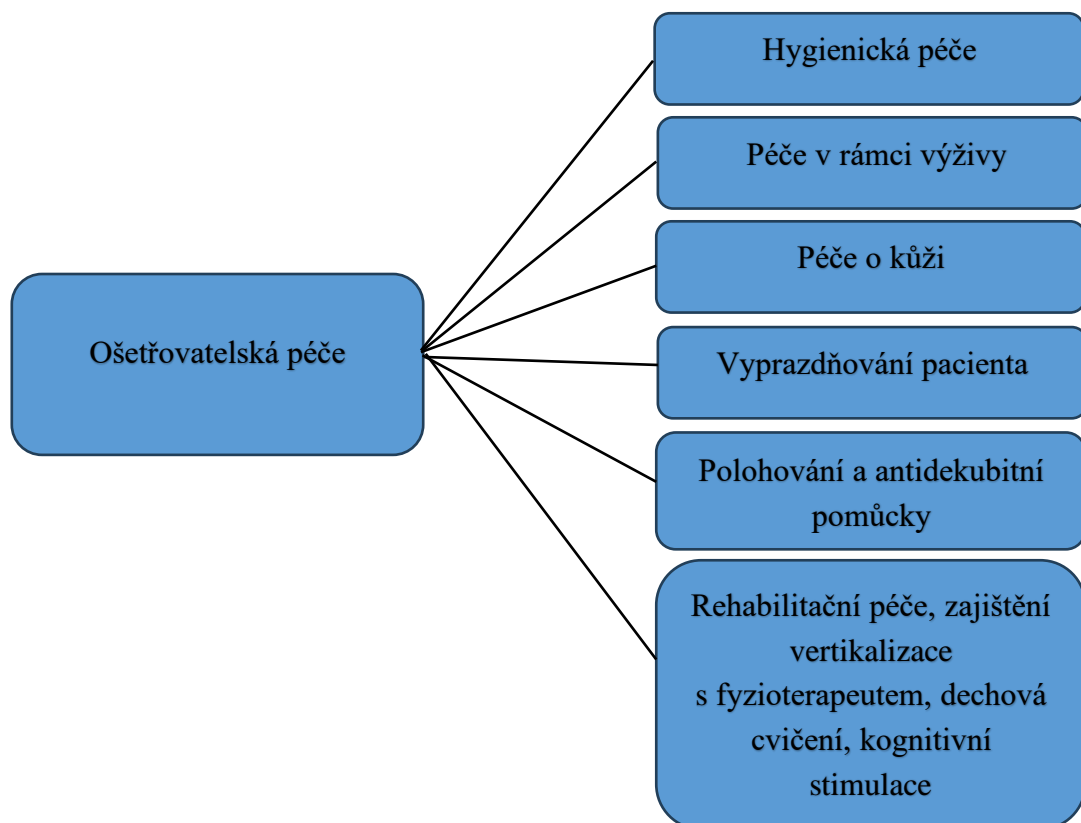 Hygienická péče
Péče v rámci výživy
Péče o kůži
Ošetřovatelská péče
Vyprazdňování pacienta
Polohování a antidekubitní
pomůcky
Rehabilitační péče, zajištění
vertikalizace
s fyzioterapeutem, dechová
cvičení, kognitivní
stimulace